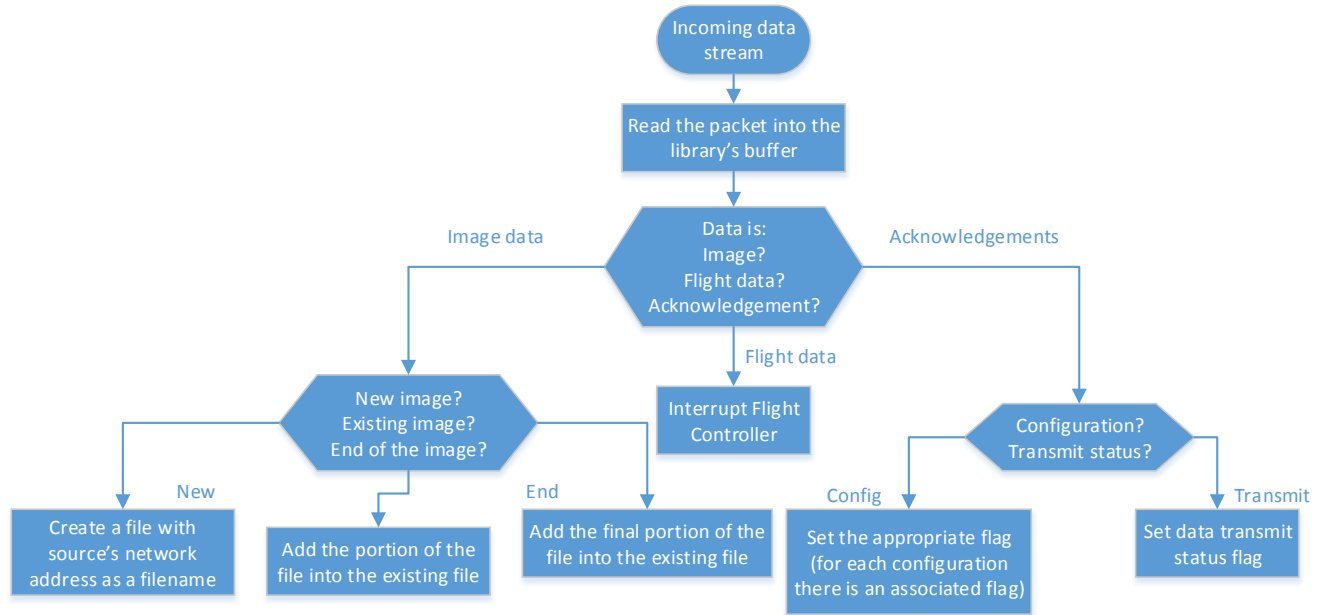 Incoming data
stream
Read the packet into the
library's buffer
Data is:
Image?
Flight data?
Acknowledgement?
Image data
Acknowledgements
Flight data
New image?
Existing image?
End of the image?
Interrupt Flight
Controller
Configuration?
Transmit status?
New
End
Config
Transmit
Create a file with
source's network
address as a filename
Add the portion of the
file into the existing file
Add the final portion of the
file into the existing file
Set the appropriate flag
(for each configuration
there is an associated flag)
Set data transmit
status flag